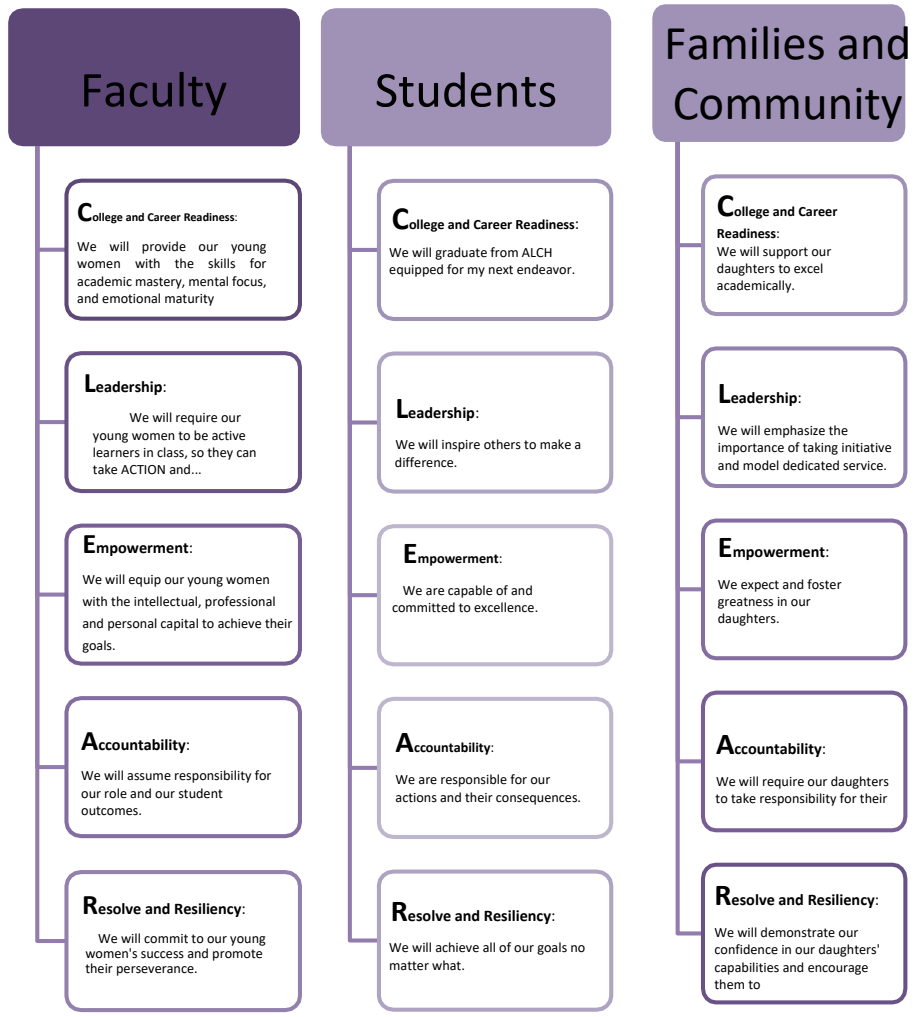 Faculty
College and Career Readiness:
We will provide our young
women with the skills for
academic mastery, mental focus,
and emotional maturity
Leadership:
We will require our
young women to be active
learners in class, so they can
take ACTION and...
Empowerment:
We will equip our young women
with the intellectual, professional
and personal capital to achieve their
goals.
Accountability:
We will assume responsibility for
our role and our student
outcomes.
Resolve and Resiliency:
We will commit to our young
women's success and promote
their perseverance.
Students
College and Career Readiness:
We will graduate from ALCH
equipped for my next endeavor.
Leadership:
We will inspire others to make a
difference.
Empowerment:
We are capable of and
committed to excellence.
Accountability:
We are responsible for our
actions and their consequences.
Resolve and Resiliency:
We will achieve all of our goals no
matter what.
Families and
Community
College and Career
Readiness:
We will support our
daughters to excel
academically.
Leadership:
We will emphasize the
importance of taking initiative
and model dedicated service.
Empowerment:
We expect and foster
greatness in our
daughters.
Accountability:
We will require our daughters
to take responsibility for their
Resolve and Resiliency:
We will demonstrate our
confidence in our daughters'
capabilities and encourage
them to